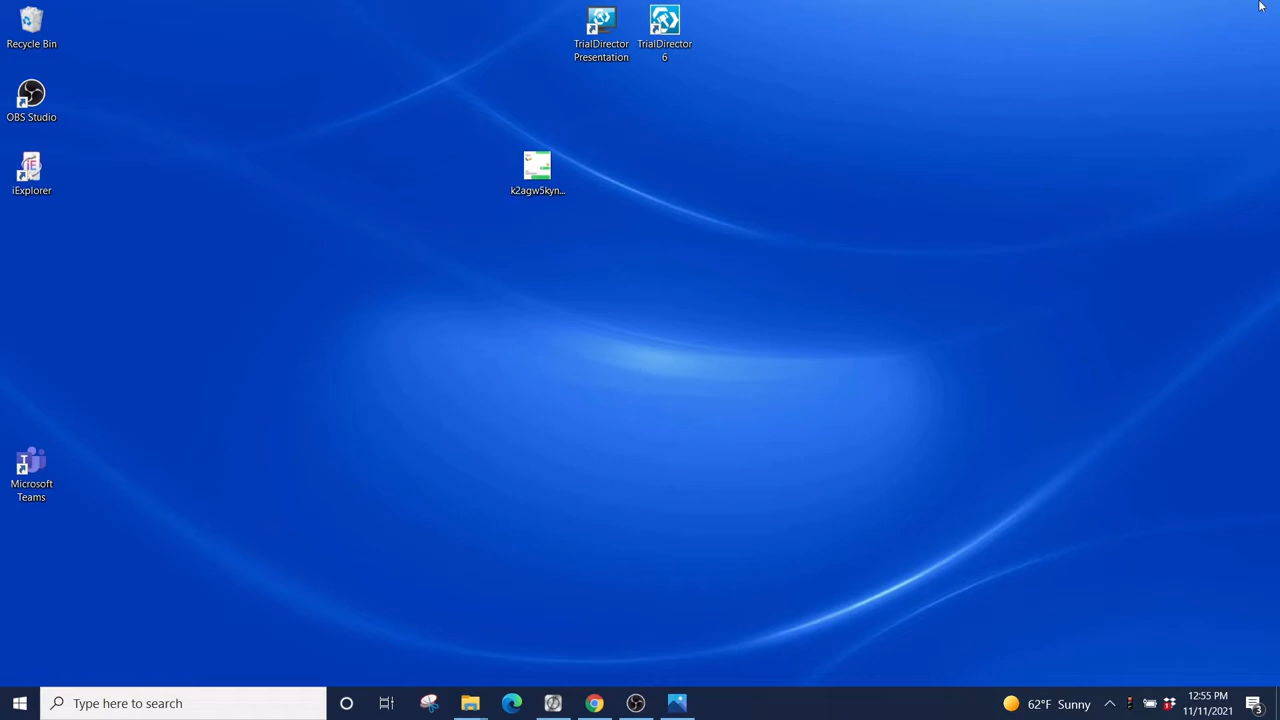 Recycle Bin
OBS Studio
iExplorer
Microsoft
Teams
TrialDirector
Presentation
TrialDirector
6
k2agw5kyn...
Type here to search
62°F Sunny
12:55 PM
11/11/2021
3